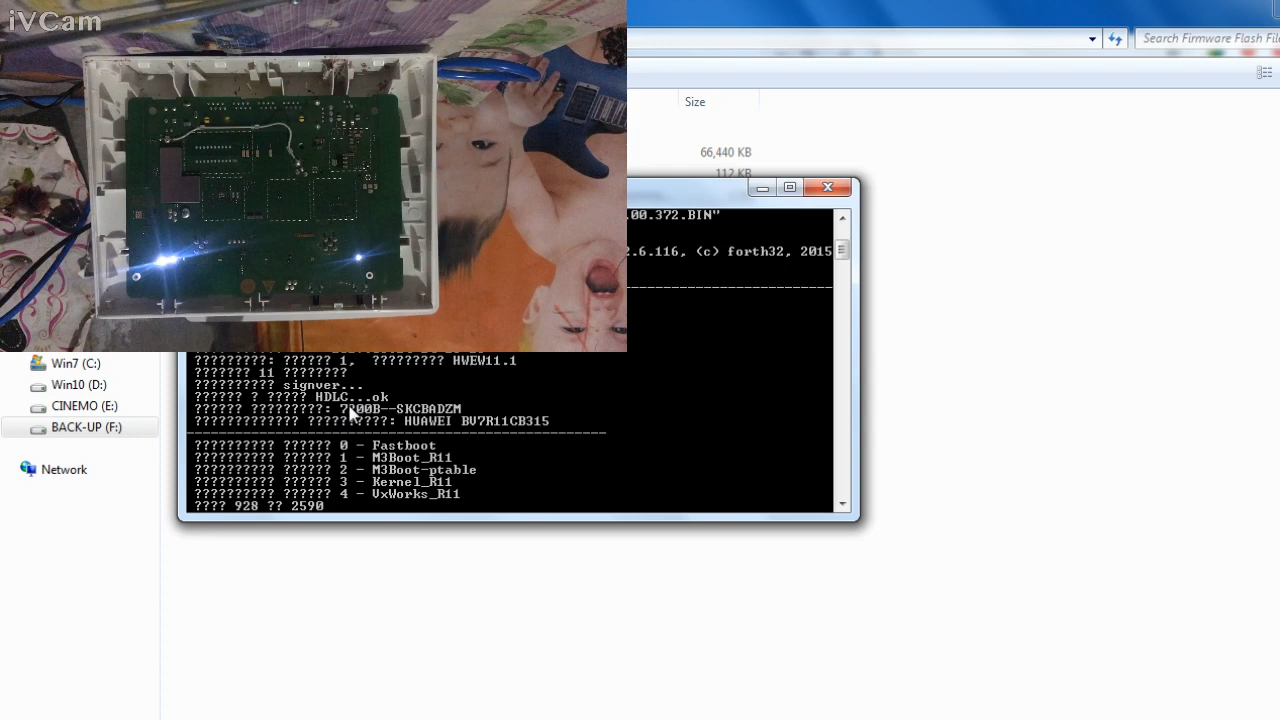 iVCam
Search Firmware Flash Fil
Size
66,440 KB
112 KB
.00.372.BIN"
2.6.116, (c) forth32, 2015
?????????: ?????? 1,  ????????? HWEW11.1
??????? 11 ????????
?????????? signver...
?????? ? ????? HDLC...ok
?????? ?????????: 7?00B--SKCBADZM
????????????? ??????????: HUAWEI BV7R11CB315
?????????? ?????? 0 - Fastboot
?????????? ?????? 1 - M3Boot_R11
?????????? ?????? 2 - M3Boot-ptable
?????????? ?????? 3 - Kernel_R11
?????????? ?????? 4 - VxWorks_R11
???? 928 ?? 2590
Win7 (C:)
Win10 (D:)
CINEMO (E:)
BACK-UP (F:)
Network